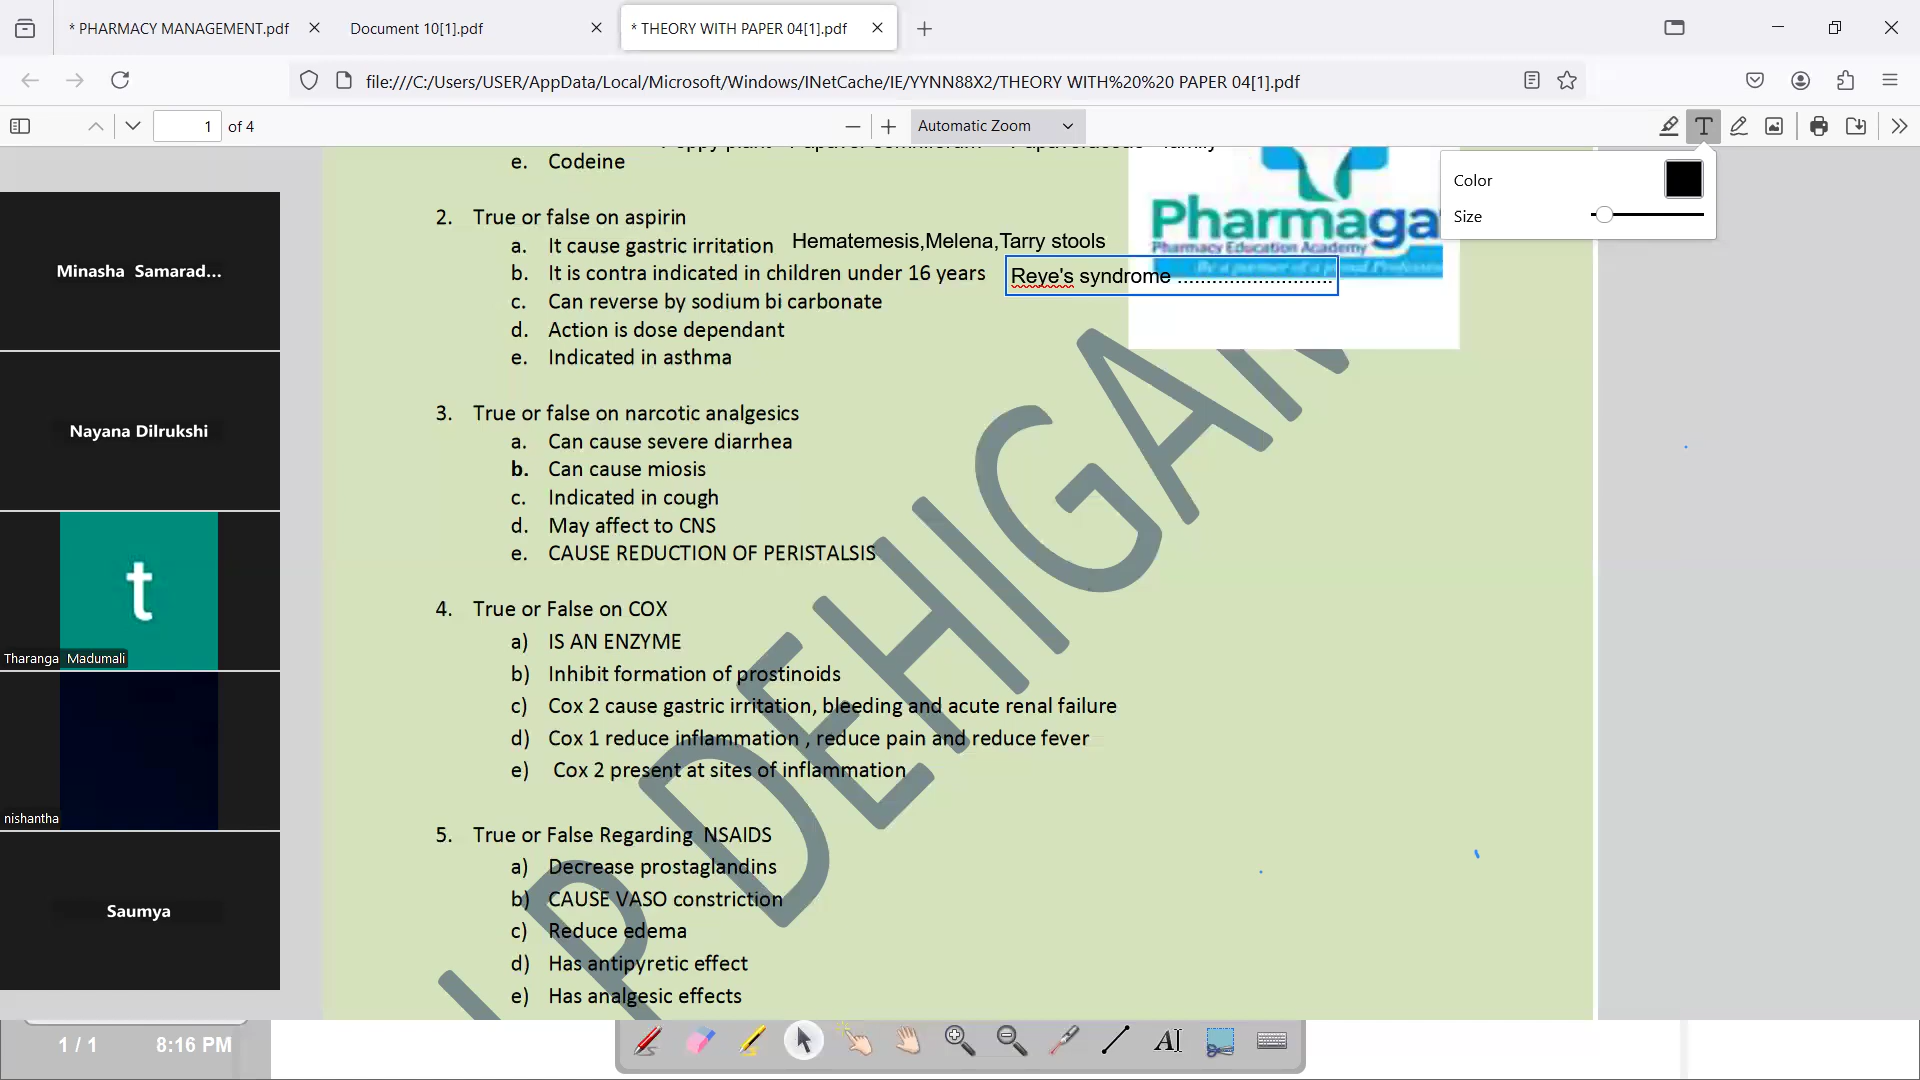 * PHARMACY MANAGEMENT.pdf
Document 10[1].pdf
* THEORY WITH PAPER 04[1].pdf
file:///C:/Users/USER/AppData/Local/Microsoft/Windows/INetCache/IE/YYNN88X2/THEORY WITH%20%20 PAPER 04[1].pdf
1 of 4
Automatic Zoom
Color
Size
e. Codeine
2. True or false on aspirin
a. It cause gastric irritation Hematemesis,Melena,Tarry stools
b. It is contra indicated in children under 16 years Reye's syndrome ...........................
c. Can reverse by sodium bi carbonate
d. Action is dose dependant
e. Indicated in asthma
Pharmaga
Pharmacy Education Academy
3. True or false on narcotic analgesics
a. Can cause severe diarrhea
b. Can cause miosis
c. Indicated in cough
d. May affect to CNS
e. CAUSE REDUCTION OF PERISTALSIS
4. True or False on COX
a) IS AN ENZYME
b) Inhibit formation of prostinoids
c) Cox 2 cause gastric irritation, bleeding and acute renal failure
d) Cox 1 reduce inflammation , reduce pain and reduce fever
e) Cox 2 present at sites of inflammation
5. True or False Regarding NSAIDS
a) Decrease prostaglandins
b) CAUSE VASO constriction
c) Reduce edema
d) Has antipyretic effect
e) Has analgesic effects
LP DEHIGAM
Minasha Samarad...
Nayana Dilrukshi
t
Tharanga Madumali
nishantha
Saumya
1 / 1 8:16 PM